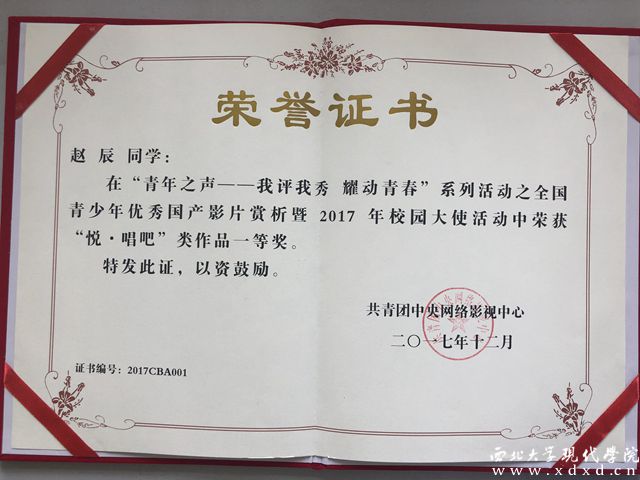 荣誉证书
赵 辰 同学：
在“青年之声——我评我秀 耀动青春”系列活动之全国
青少年优秀国产影片赏析暨 2017 年校园大使活动中荣获
“悦·唱吧”类作品一等奖。
特发此证，以资鼓励。
共青团中央网络影视中心
二〇一七年十二月
证书编号：2017CBA001
西北大学现代学院
www.xdxd.cn